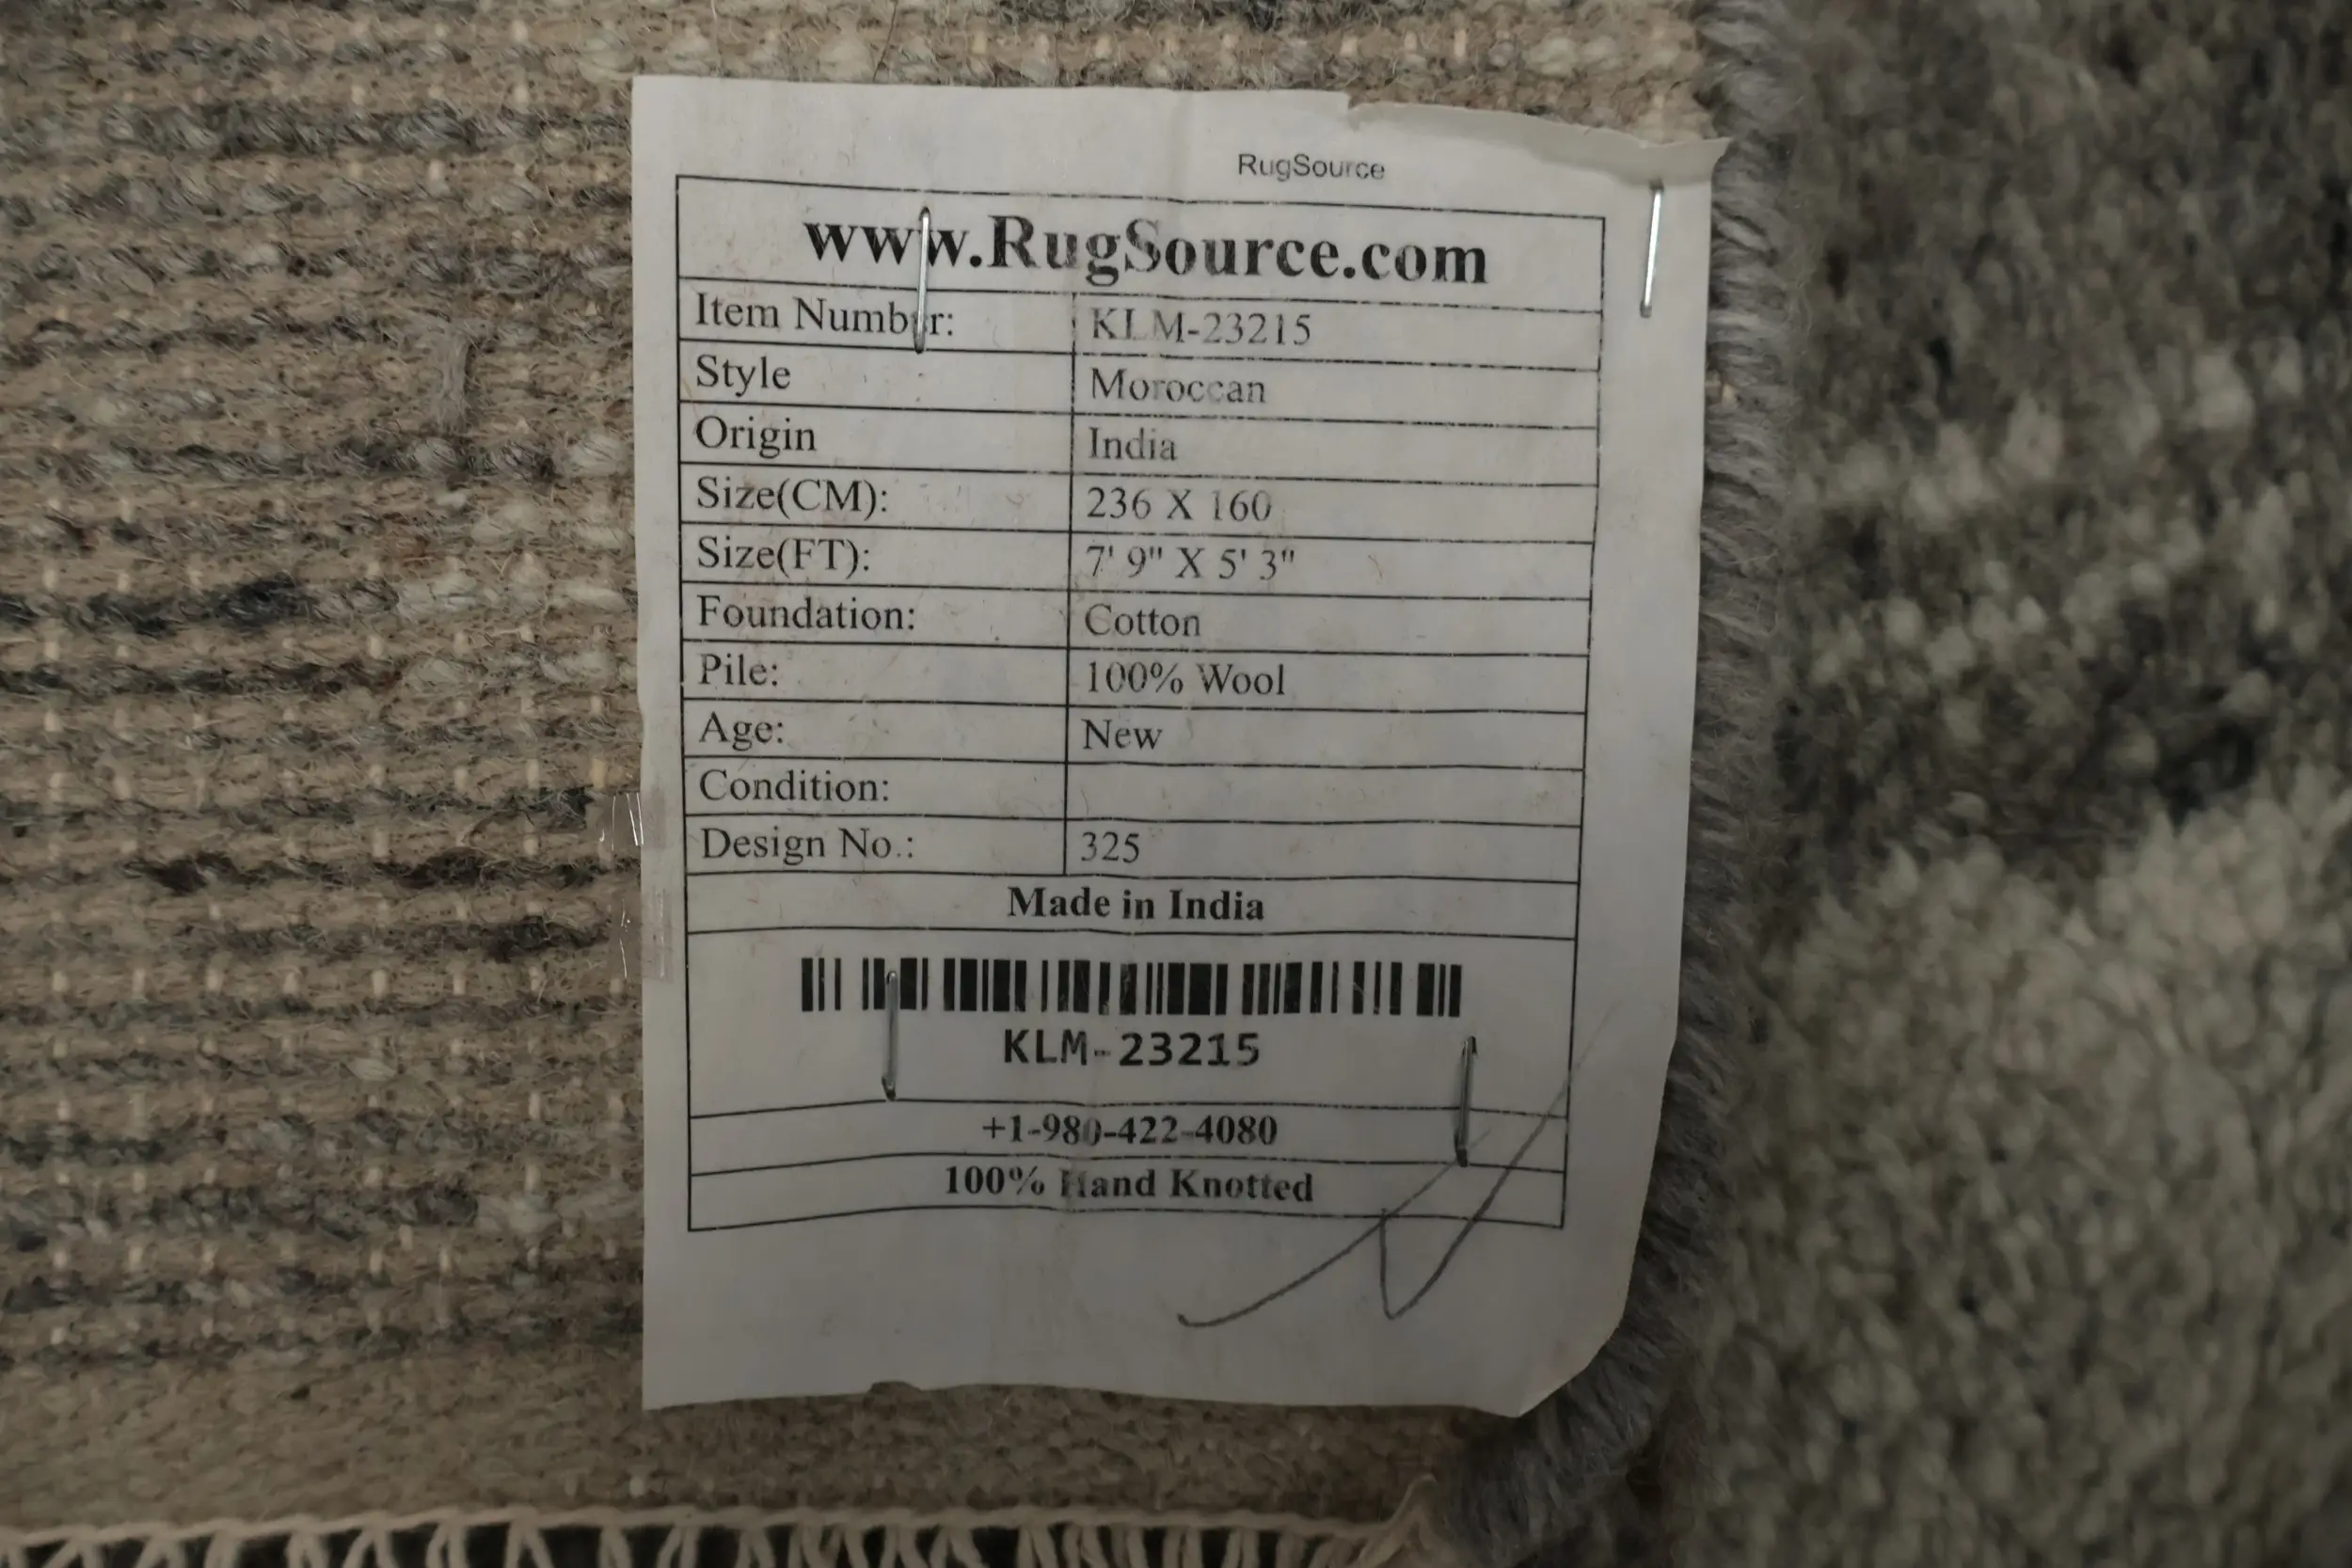 RugSource
www.RugSource.com
Item Number: KLM-23215
Style Moroccan
Origin India
Size(CM): 236 X 160
Size(FT): 7' 9" X 5' 3"
Foundation: Cotton
Pile: 100% Wool
Age: New
Condition:
Design No.: 325
Made in India
KLM-23215
+1-980-422-4080
100% Hand Knotted